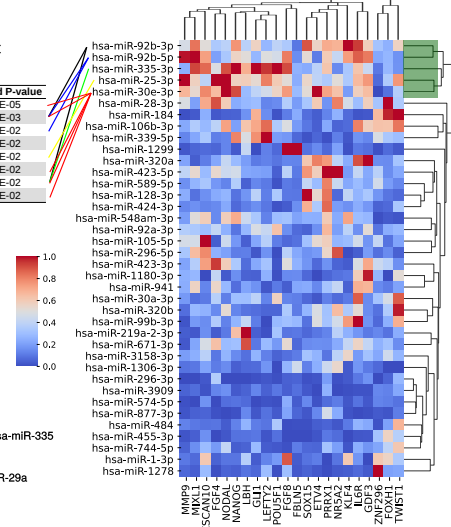 hsa-miR-92b-3p
hsa-miR-92b-5p
hsa-miR-335-3p
hsa-miR-25-3p
hsa-miR-30e-3p
hsa-miR-28-3p
hsa-miR-184
hsa-miR-106b-3p
hsa-miR-339-5p
hsa-miR-1299
hsa-miR-320a
hsa-miR-423-5p
hsa-miR-589-5p
hsa-miR-128-3p
hsa-miR-424-3p
hsa-miR-548am-3p
hsa-miR-92a-3p
hsa-miR-105-5p
hsa-miR-296-5p
hsa-miR-423-3p
hsa-miR-1180-3p
hsa-miR-941
hsa-miR-30a-3p
hsa-miR-320b
hsa-miR-99b-3p
hsa-miR-219a-2-3p
hsa-miR-671-3p
hsa-miR-3158-3p
hsa-miR-1306-3p
hsa-miR-296-3p
hsa-miR-3909
hsa-miR-574-5p
hsa-miR-877-3p
hsa-miR-484
hsa-miR-455-3p
hsa-miR-744-5p
hsa-miR-1-3p
hsa-miR-1278
MMP9
MIXL1
SCAN10
FGF4
NODAL
NANOG
LBH
GLI1
LEFTY2
POU5F1
FGF8
FBLN5
SOX15
ETV4
PRRX1
NR5A2
KLF4
IL6R
GDF3
ZNF296
FOXH1
TWIST1
d P-value
E-05
E-03
E-02
E-02
E-02
E-02
E-02
E-02
1.0
0.8
0.6
0.4
0.2
0.0
sa-miR-335
iR-29a